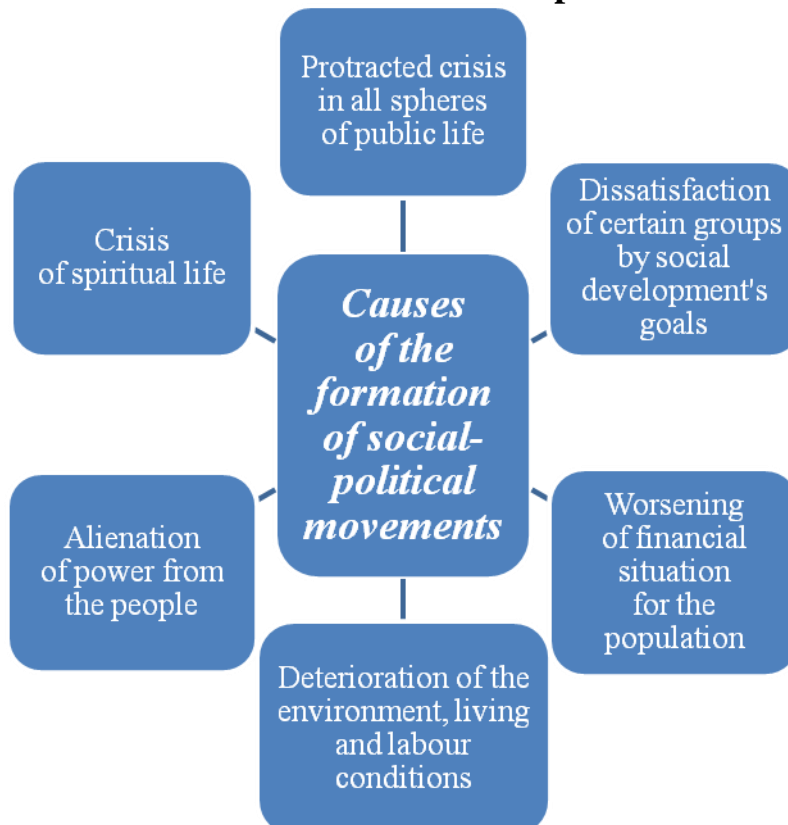 Protracted crisis
in all spheres
of public life
Dissatisfaction
of certain groups
by social
development's
goals
Crisis
of spiritual life
Causes
of the
formation
of social-
political
movements
Alienation
of power from
the people
Worsening
of financial
situation
for the
population
Deterioration of the
environment, living
and labour
conditions